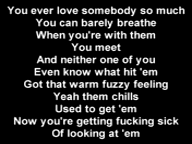 You ever love somebody so much
You can barely breathe
When you're with them
You meet
And neither one of you
Even know what hit 'em
Got that warm fuzzy feeling
Yeah them chills
Used to get 'em
Now you're getting fucking sick
Of looking at 'em